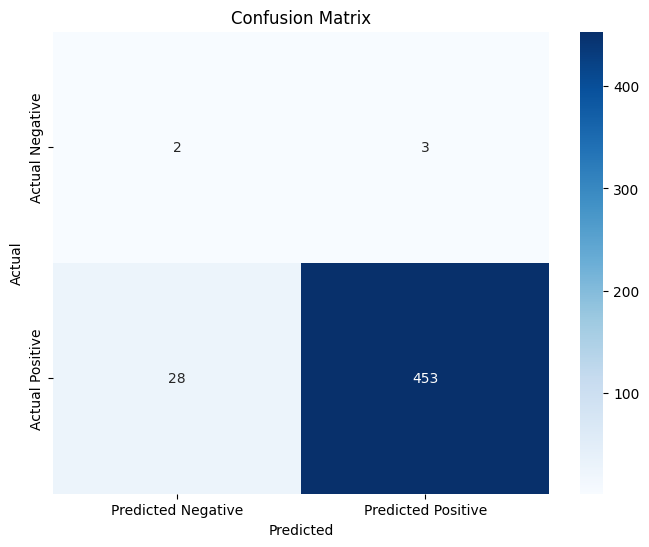 Confusion Matrix
Actual
Actual Negative
Actual Positive
2
3
28
453
Predicted Negative
Predicted Positive
Predicted
400
300
200
100